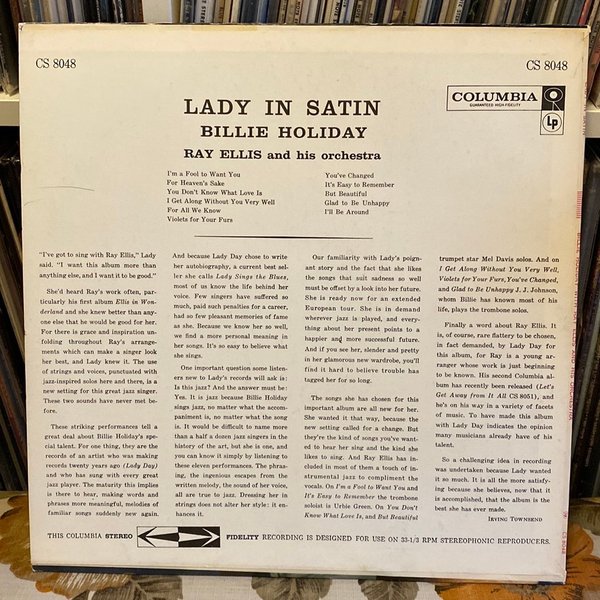 CS 8048
CS 8048
COLUMBIA
GUARANTEED HIGH-FIDELITY
Lp
LADY IN SATIN
BILLIE HOLIDAY
RAY ELLIS and his orchestra
I'm a Fool to Want You
For Heaven's Sake
You Don't Know What Love Is
I Get Along Without You Very Well
For All We Know
Violets for Your Furs
You've Changed
It's Easy to Remember
But Beautiful
Glad to Be Unhappy
I'll Be Around
"I've got to sing with Ray Ellis," Lady
said. "I want this album more than
anything else, and I want it to be good."
She'd heard Ray's work often, par-
ticularly his first album Ellis in Won-
derland and she knew better than any-
one else that he would be good for her.
For there is grace and inspiration un-
folding throughout Ray's arrange-
ments which can make a singer look
her best, and Lady knew it. The use
of strings and voices, punctuated with
jazz-inspired solos here and there, is a
new setting for this great jazz singer.
These two sounds have never met be-
fore.
These striking performances tell a
great deal about Billie Holiday's spe-
cial talent. For one thing, they are the
records of an artist who was making
records twenty years ago (Lady Day)
and who has sung with every great
jazz player. The maturity this implies
is there to hear, making words and
phrases more meaningful, melodies of
familiar songs suddenly new again.
And because Lady Day chose to write
her autobiography, a current best sel-
ler she calls Lady Sings the Blues,
most of us know the life behind her
voice. Few singers have suffered so
much, paid such penalties for a career,
had so few pleasant memories of fame
as she. Because we know her so well,
we find a more personal meaning in
her songs. It's so easy to believe what
she sings.
One important question some listen-
ers new to Lady's records will ask is:
Is this jazz? And the answer must be:
Yes. It is jazz because Billie Holiday
sings jazz, no matter what the accom-
paniment is, no matter what the song
is. It would be difficult to name more
than a half a dozen jazz singers in the
history of the art, but she is one, and
you can know it simply by listening to
these eleven performances. The phras-
ing, the ingenious escapes from the
written melody, the sound of her voice,
all are true to jazz. Dressing her in
strings does not alter her style: it en-
hances it.
Our familiarity with Lady's poign-
ant story and the fact that she likes
the songs that suit sadness so well
must be offset by a look into her future.
She is ready now for an extended
European tour. She is in demand
wherever jazz is played, and every-
thing about her present points to a
happier and more successful future.
And if you see her, slender and pretty
in her glamorous new wardrobe, you'll
find it hard to believe trouble has
tagged her for so long.
The songs she has chosen for this
important album are all new for her.
She wanted it that way, because the
new setting called for a change. But
they're the kind of songs you've want-
ed to hear her sing and the kind she
likes to sing. And Ray Ellis has in-
cluded in most of them a touch of in-
strumental jazz to compliment the
vocals. On I'm a Fool to Want You and
It's Easy to Remember the trombone
soloist is Urbie Green. On You Don't
Know What Love Is, and But Beautiful
trumpet star Mel Davis solos. And on
I Get Along Without You Very Well,
Violets for Your Furs, You've Changed,
and Glad to Be Unhappy J. J. Johnson,
whom Billie has known most of his
life, plays the trombone solos.
Finally a word about Ray Ellis. It
is, of course, rare flattery to be chosen,
in fact demanded, by Lady Day for
this album, for Ray is a young ar-
ranger whose work is just beginning
to be known. His second Columbia al-
bum has recently been released (Let's
Get Away from It All CS 8051), and
he's on his way in a variety of facets
of music. To have made this album
with Lady Day indicates the opinion
many musicians already have of his
talent.
So a challenging idea in recording
was undertaken because Lady wanted
it so much. It is all the more satisfy-
ing because she believes, now that it
is accomplished, that the album is the
best she has ever made.
IRVING TOWNSEND
THIS COLUMBIA STEREO FIDELITY RECORDING IS DESIGNED FOR USE ON 33-1/3 RPM STEREOPHONIC REPRODUCERS.